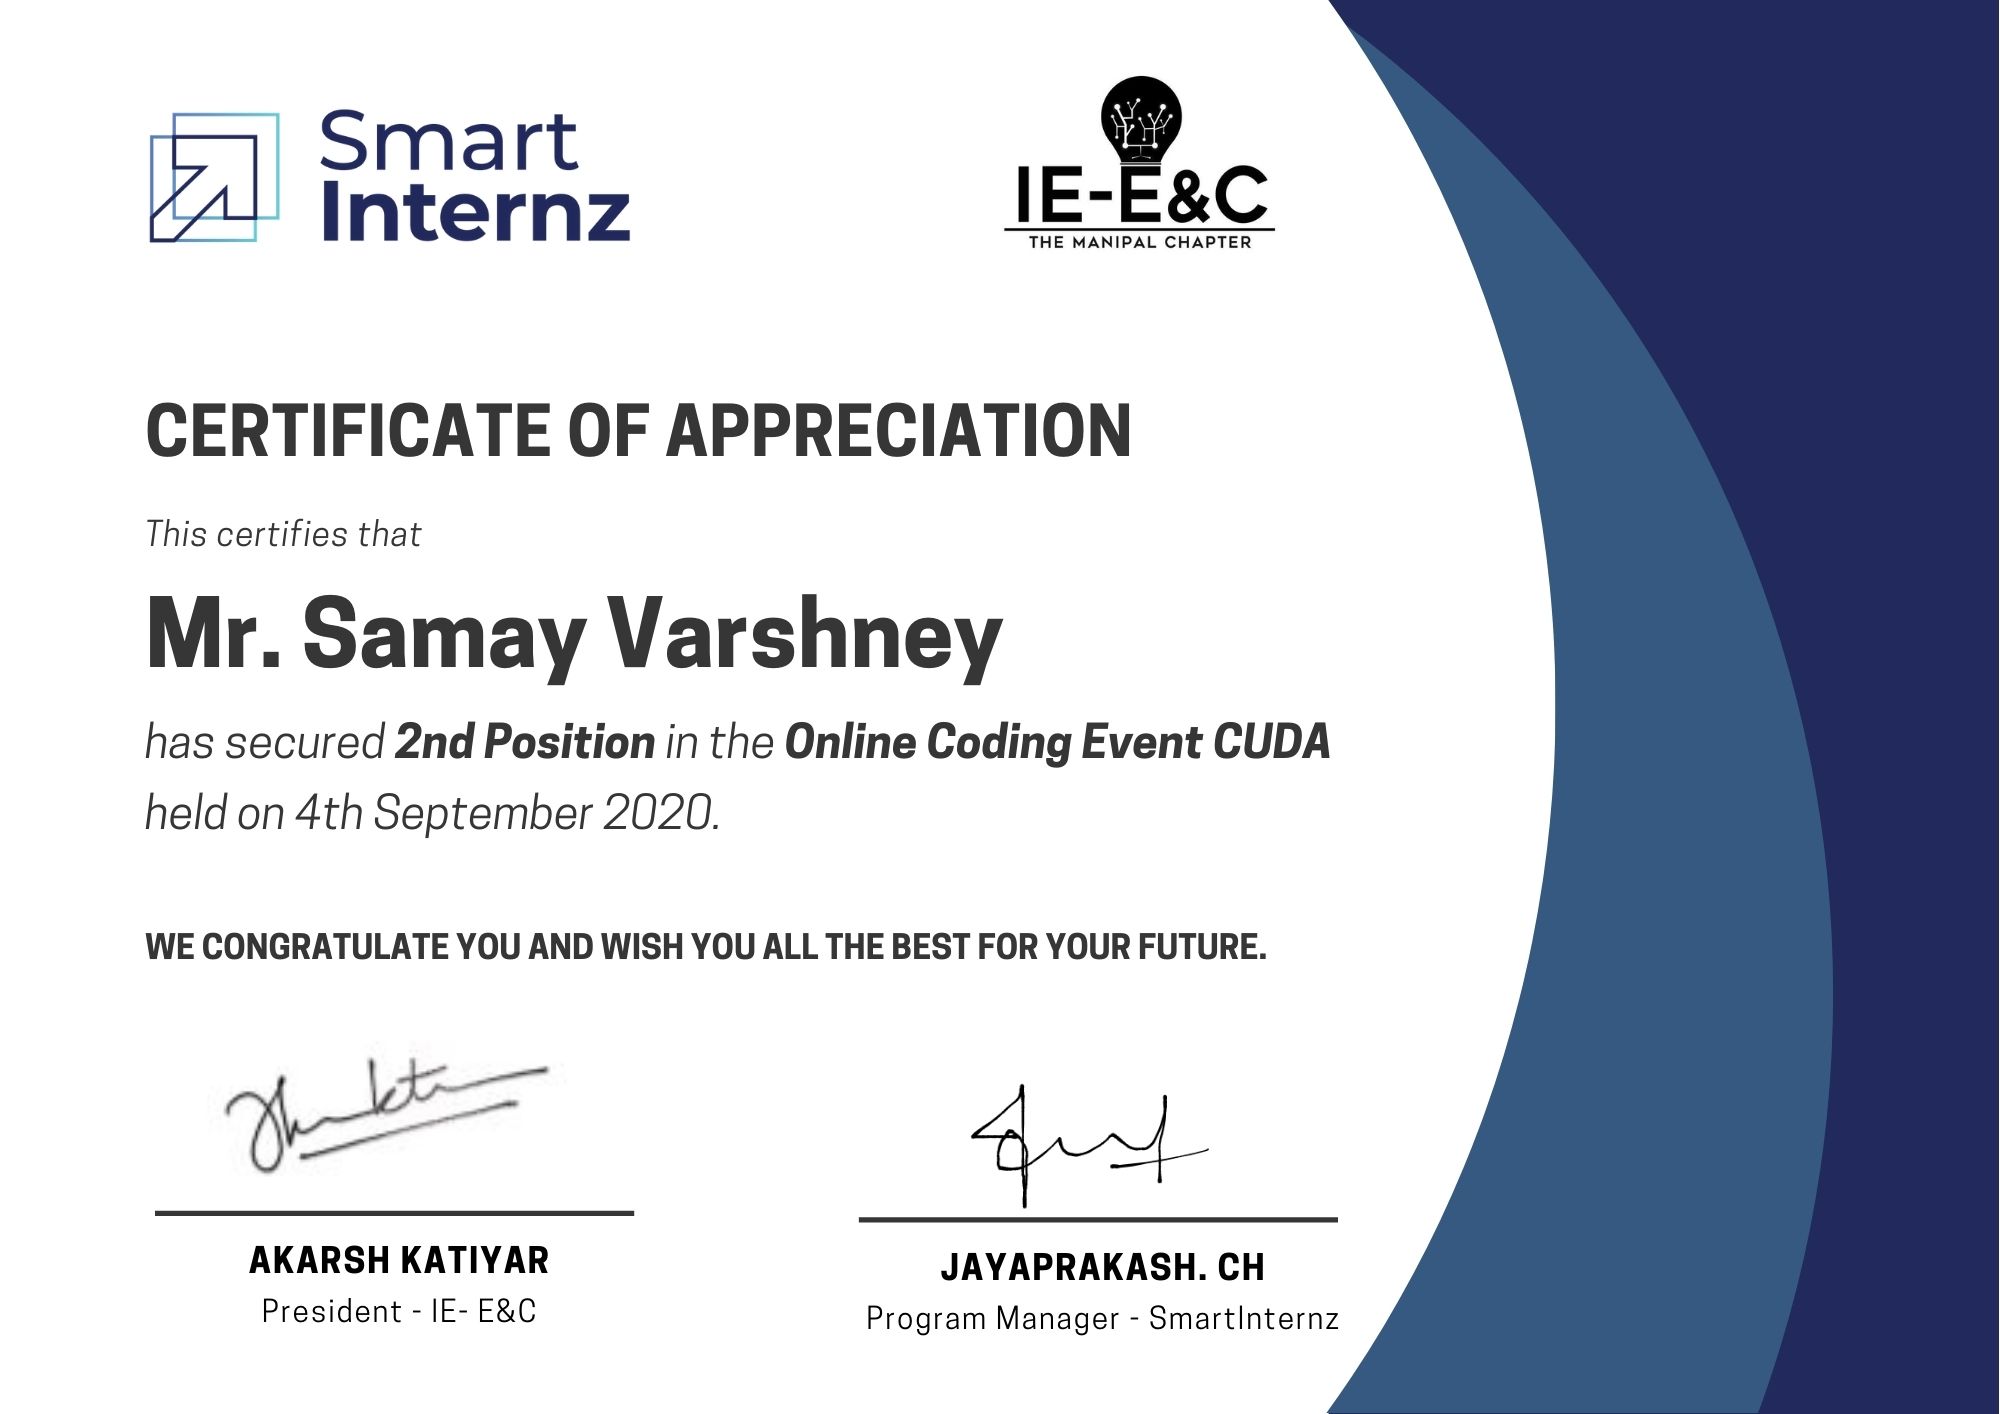 Smart
Internz
IE-E&C
THE MANIPAL CHAPTER
CERTIFICATE OF APPRECIATION
This certifies that
Mr. Samay Varshney
has secured 2nd Position in the Online Coding Event CUDA
held on 4th September 2020.
WE CONGRATULATE YOU AND WISH YOU ALL THE BEST FOR YOUR FUTURE.
AKARSH KATIYAR
President - IE- E&C
JAYAPRAKASH. CH
Program Manager - SmartInternz